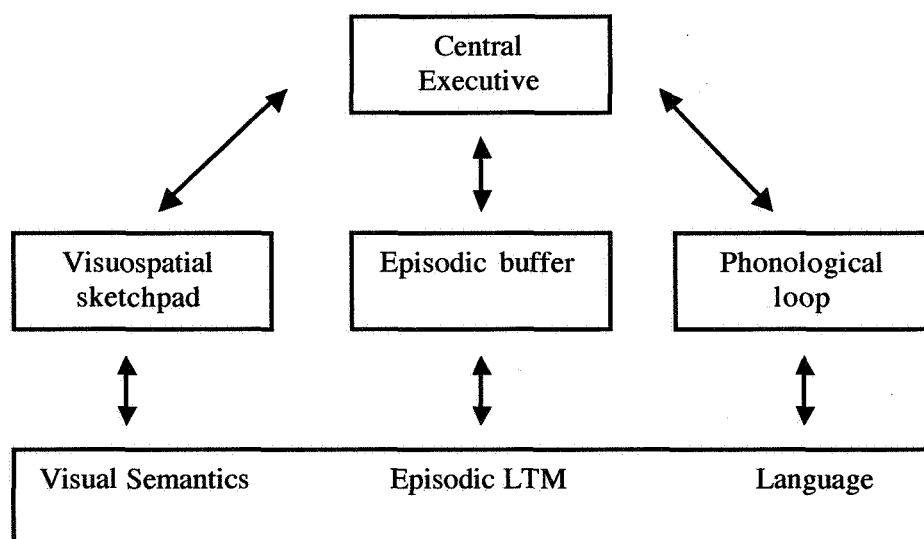 Central
Executive
Visuospatial
sketchpad
Episodic buffer
Phonological
loop
Visual Semantics
Episodic LTM
Language